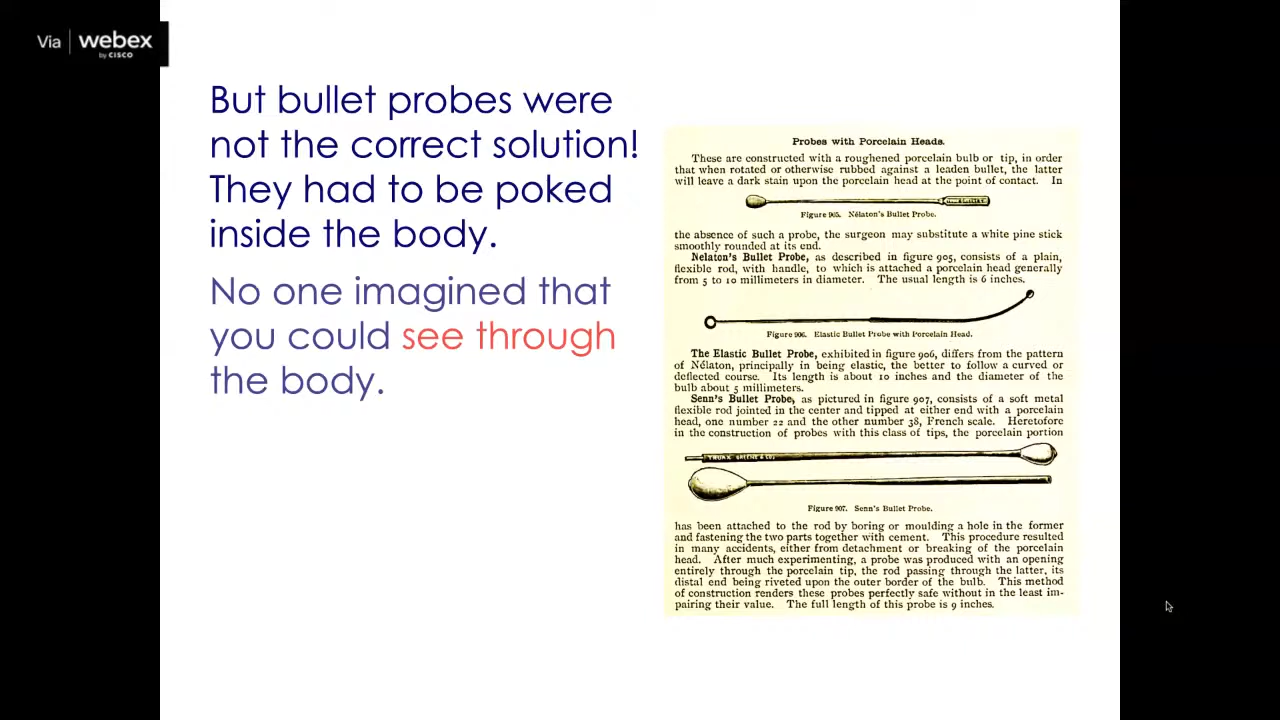 Via webex
by CISCO
But bullet probes were
not the correct solution!
They had to be poked
inside the body.
No one imagined that
you could see through
the body.
Probes with Porcelain Heads.
These are constructed with a roughened porcelain bulb or tip, in order
that when rotated or otherwise rubbed against a leaden bullet, the latter
will leave a dark stain upon the porcelain head at the point of contact. In
Figure 905. Nélaton's Bullet Probe.
the absence of such a probe, the surgeon may substitute a white pine stick
smoothly rounded at its end.
Nelaton's Bullet Probe, as described in figure 905, consists of a plain,
flexible rod, with handle, to which is attached a porcelain head generally
from 5 to 10 millimeters in diameter. The usual length is 6 inches.
Figure 906. Elastic Bullet Probe with Porcelain Head.
The Elastic Bullet Probe, exhibited in figure 906, differs from the pattern
of Nélaton, principally in being elastic, the better to follow a curved or
deflected course. Its length is about 10 inches and the diameter of the
bulb about 5 millimeters.
Senn's Bullet Probe, as pictured in figure 907, consists of a soft metal
flexible rod jointed in the center and tipped at either end with a porcelain
head, one number 22 and the other number 38, French scale. Heretofore
in the construction of probes with this class of tips, the porcelain portion
TRUAX GREENE & CO.
Figure 907. Senn's Bullet Probe.
has been attached to the rod by boring or moulding a hole in the former
and fastening the two parts together with cement. This procedure resulted
in many accidents, either from detachment or breaking of the porcelain
head. After much experimenting, a probe was produced with an opening
entirely through the porcelain tip, the rod passing through the latter, its
distal end being riveted upon the outer border of the bulb. This method
of construction renders these probes perfectly safe without in the least im-
pairing their value. The full length of this probe is 9 inches.